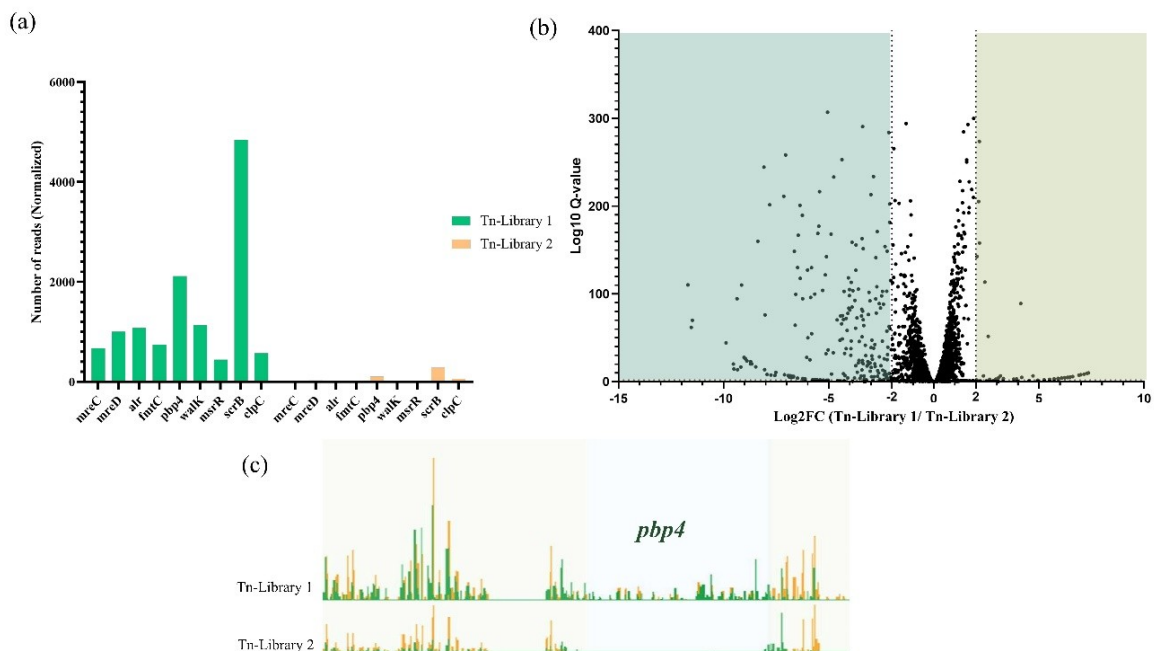 (a)
6000
4000
2000
0
Number of reads (Normalized)
mreC
mreD
alr
fmtC
pbp4
walK
msrR
scrB
clpC
mreC
mreD
alr
fmtC
pbp4
walK
msrR
scrB
clpC
Tn-Library 1
Tn-Library 2
(b)
400
300
200
100
0
Log10 Q-value
-15
-10
-5
-2
0
2
5
10
Log2FC (Tn-Library 1/ Tn-Library 2)
(c)
pbp4
Tn-Library 1
Tn-Library 2